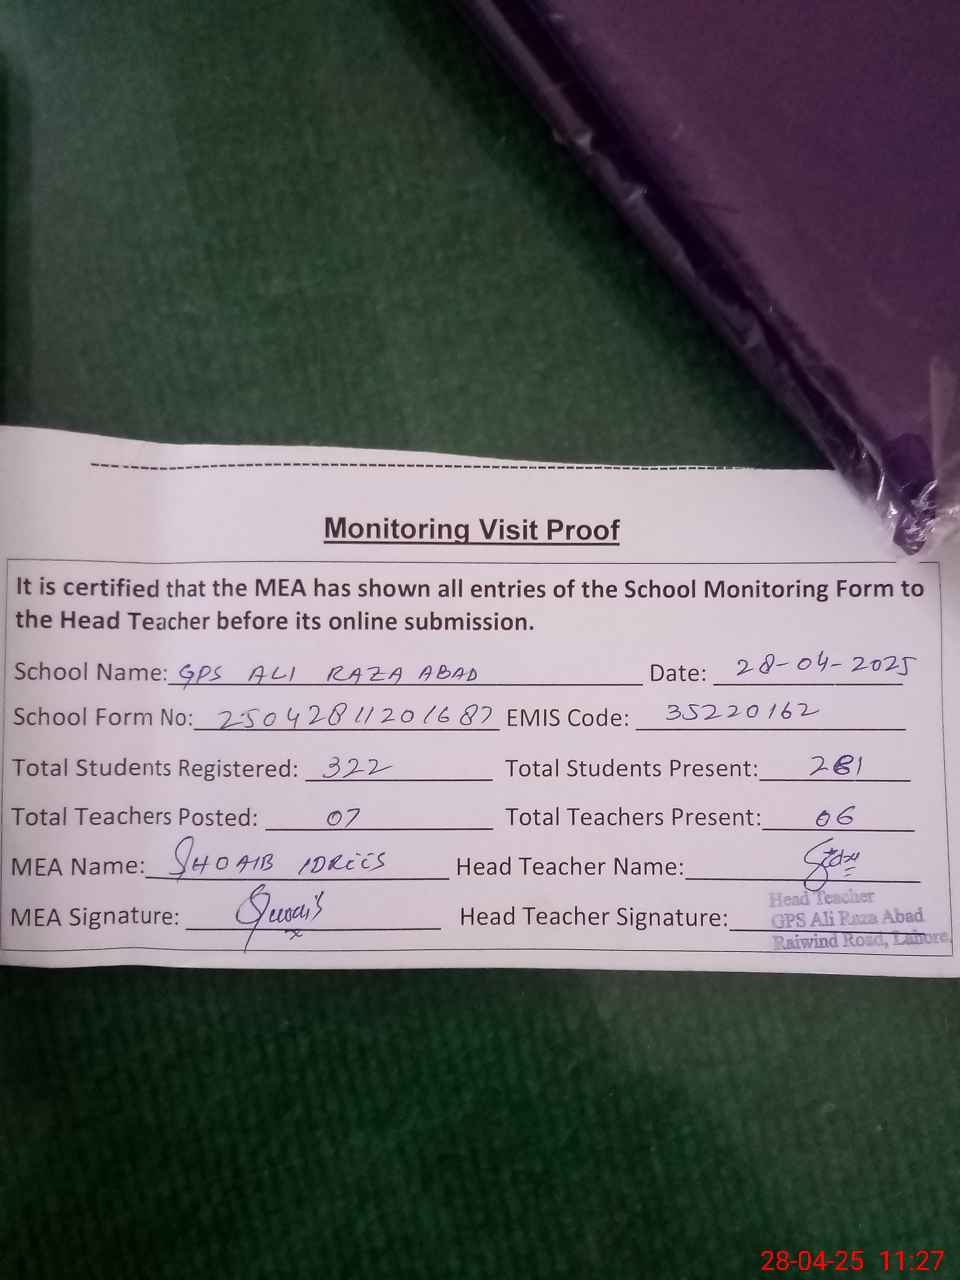 Monitoring Visit Proof
It is certified that the MEA has shown all entries of the School Monitoring Form to
the Head Teacher before its online submission.
School Name: GPS ALI RAZA ABAD Date: 28-04-2025
School Form No: 25042811201687 EMIS Code: 35220162
Total Students Registered: 322 Total Students Present: 281
Total Teachers Posted: 07 Total Teachers Present: 06
MEA Name: SHOAIB IDREES Head Teacher Name:
MEA Signature: Head Teacher Signature:
Head Teacher
GPS Ali Raza Abad
Raiwind Road, Lahore
28-04-25 11:27